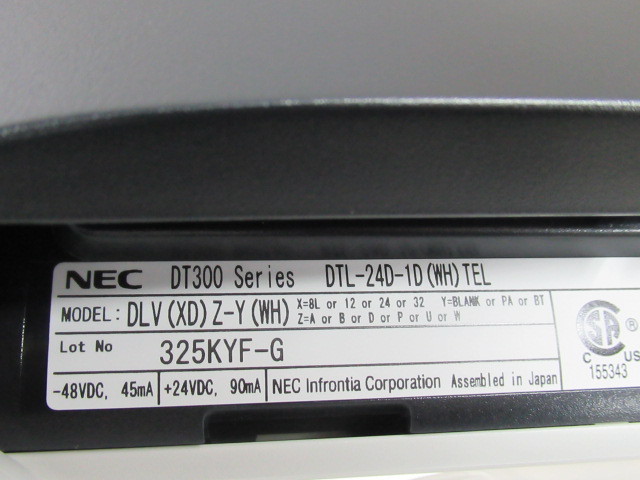 NEC DT300 Series DTL-24D-1D(WH)TEL
MODEL: DLV(XD)Z-Y(WH) X=8L or 12 or 24 or 32 Y=BLANK or PA or BT
Z=A or B or D or P or U or W
Lot No 325KYF-G
-48VDC, 45mA +24VDC, 90mA NEC Infrontia Corporation Assembled in Japan
SA ®
C US
155343